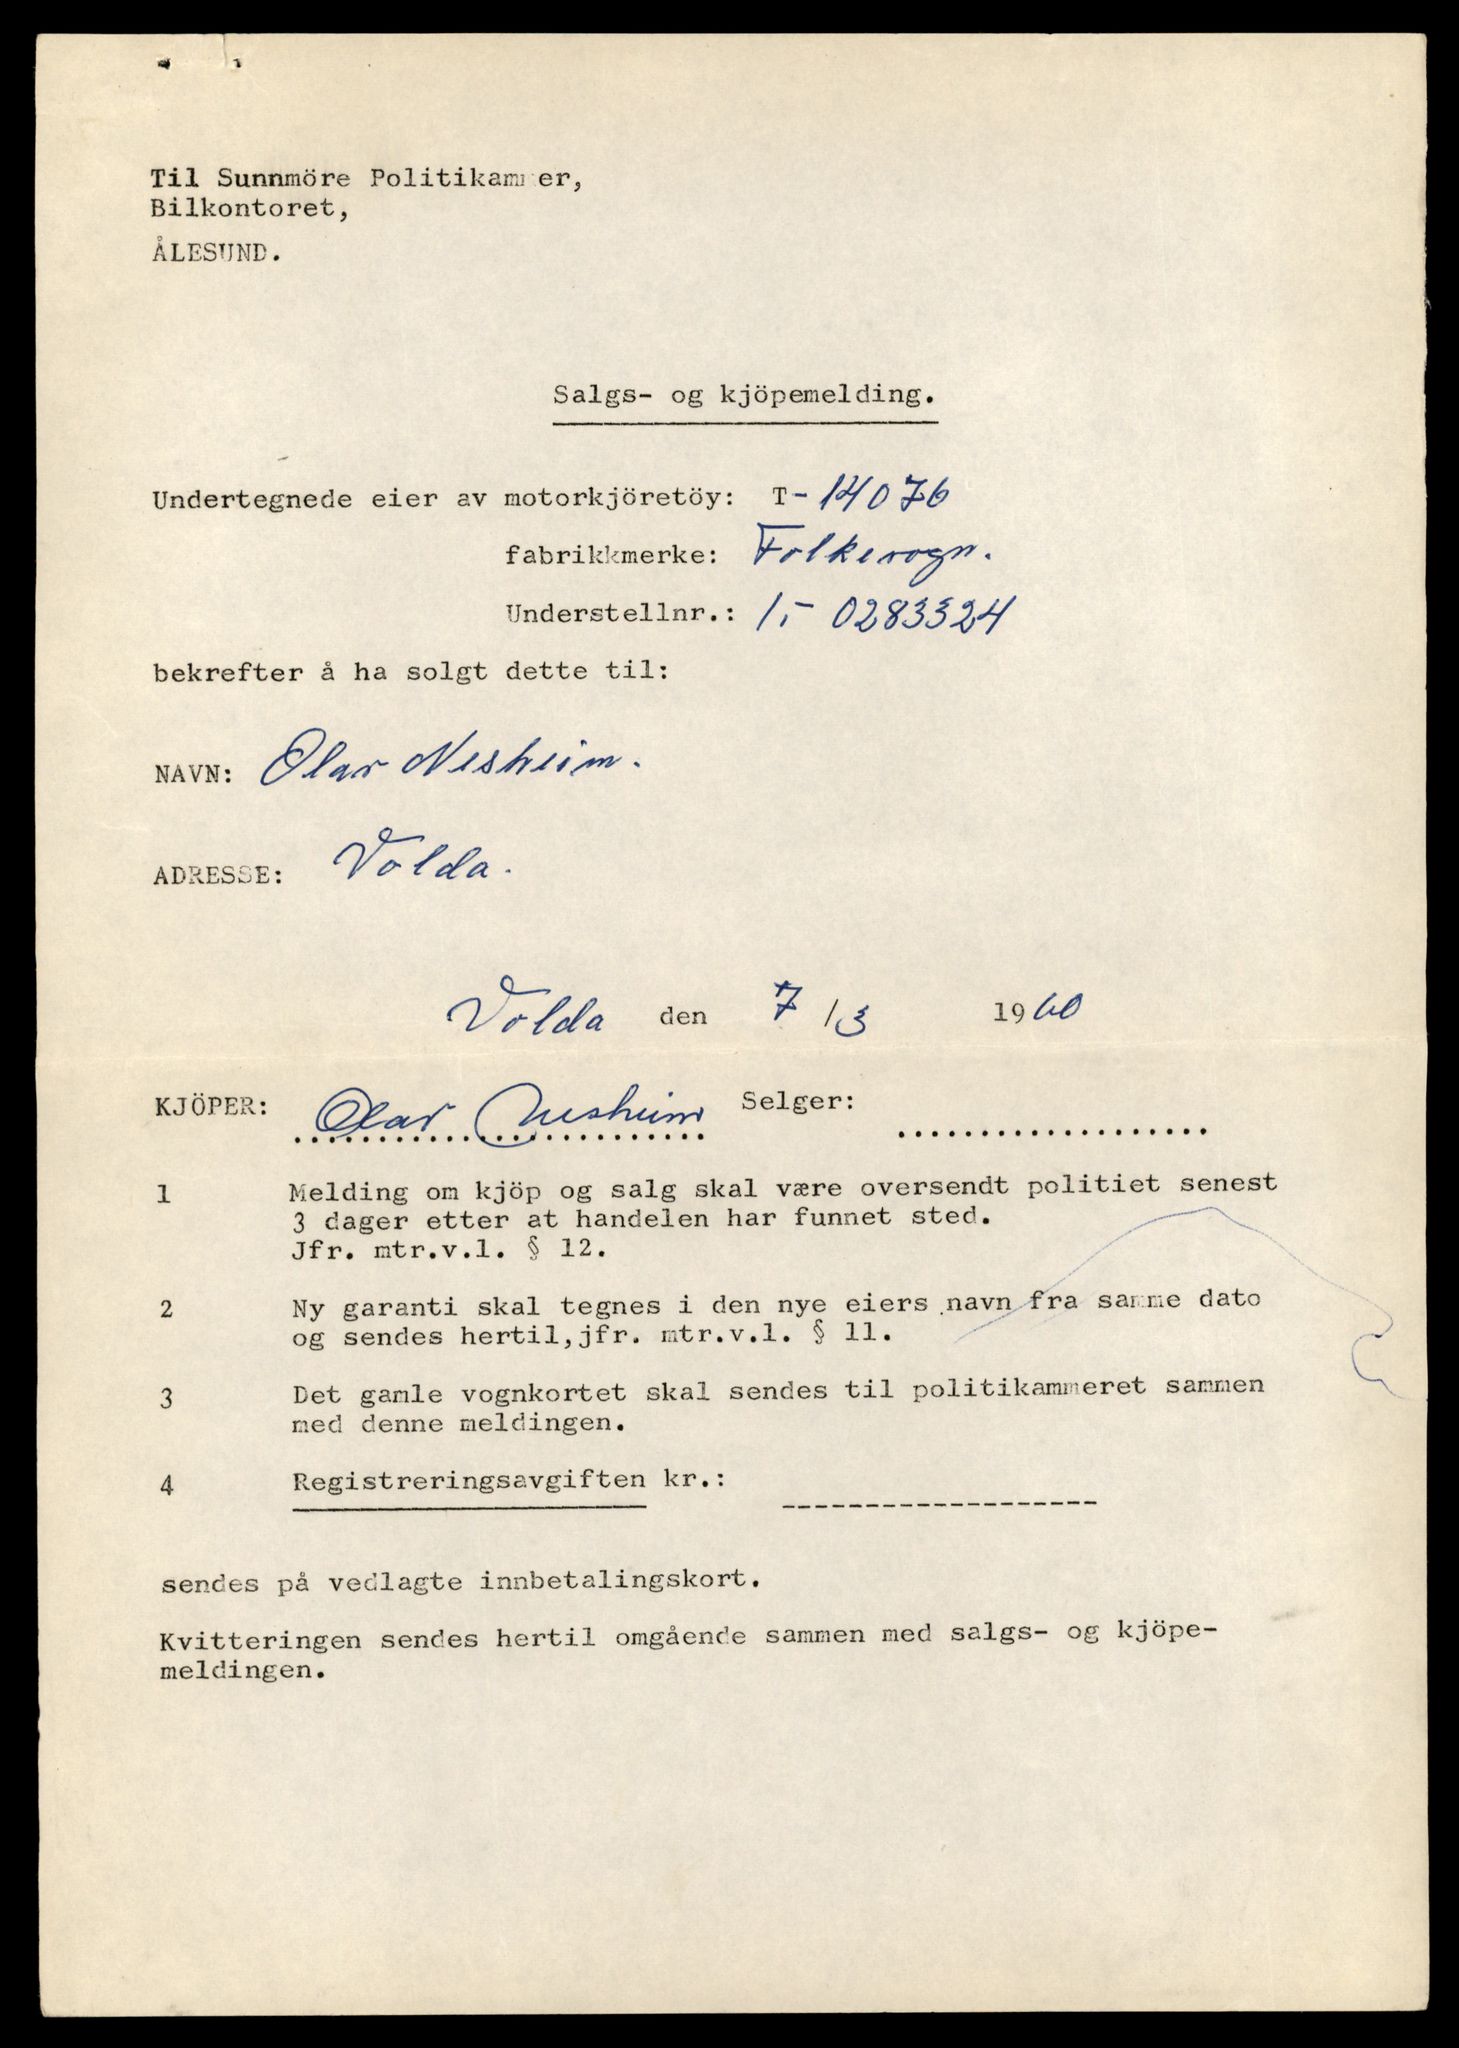 Til Sunnmöre Politikammer,
Bilkontoret,
ÅLESUND.
Salgs- og kjöpemelding.
Undertegnede eier av motorkjöretöy: T- 14076
fabrikkmerke: Folkevogn.
Understellnr.: 1.- 0283324
bekrefter å ha solgt dette til:
NAVN: Olav Nesheim.
ADRESSE: Volda.
Volda den 7/3 1960
KJÖPER: Olav Nesheim Selger: ...................
1 Melding om kjöp og salg skal være oversendt politiet senest
3 dager etter at handelen har funnet sted.
Jfr. mtr.v.l. § 12.
2 Ny garanti skal tegnes i den nye eiers navn fra samme dato
og sendes hertil,jfr. mtr.v.l. § 11.
3 Det gamle vognkortet skal sendes til politikammeret sammen
med denne meldingen.
4 Registreringsavgiften kr.: -------------------
sendes på vedlagte innbetalingskort.
Kvitteringen sendes hertil omgående sammen med salgs- og kjöpe-
meldingen.